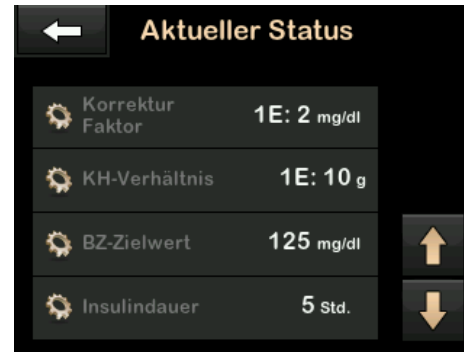 Aktueller Status
Korrektur
Faktor
1E: 2 mg/dl
KH-Verhältnis 1E: 10 g
BZ-Zielwert 125 mg/dl
Insulindauer 5 Std.